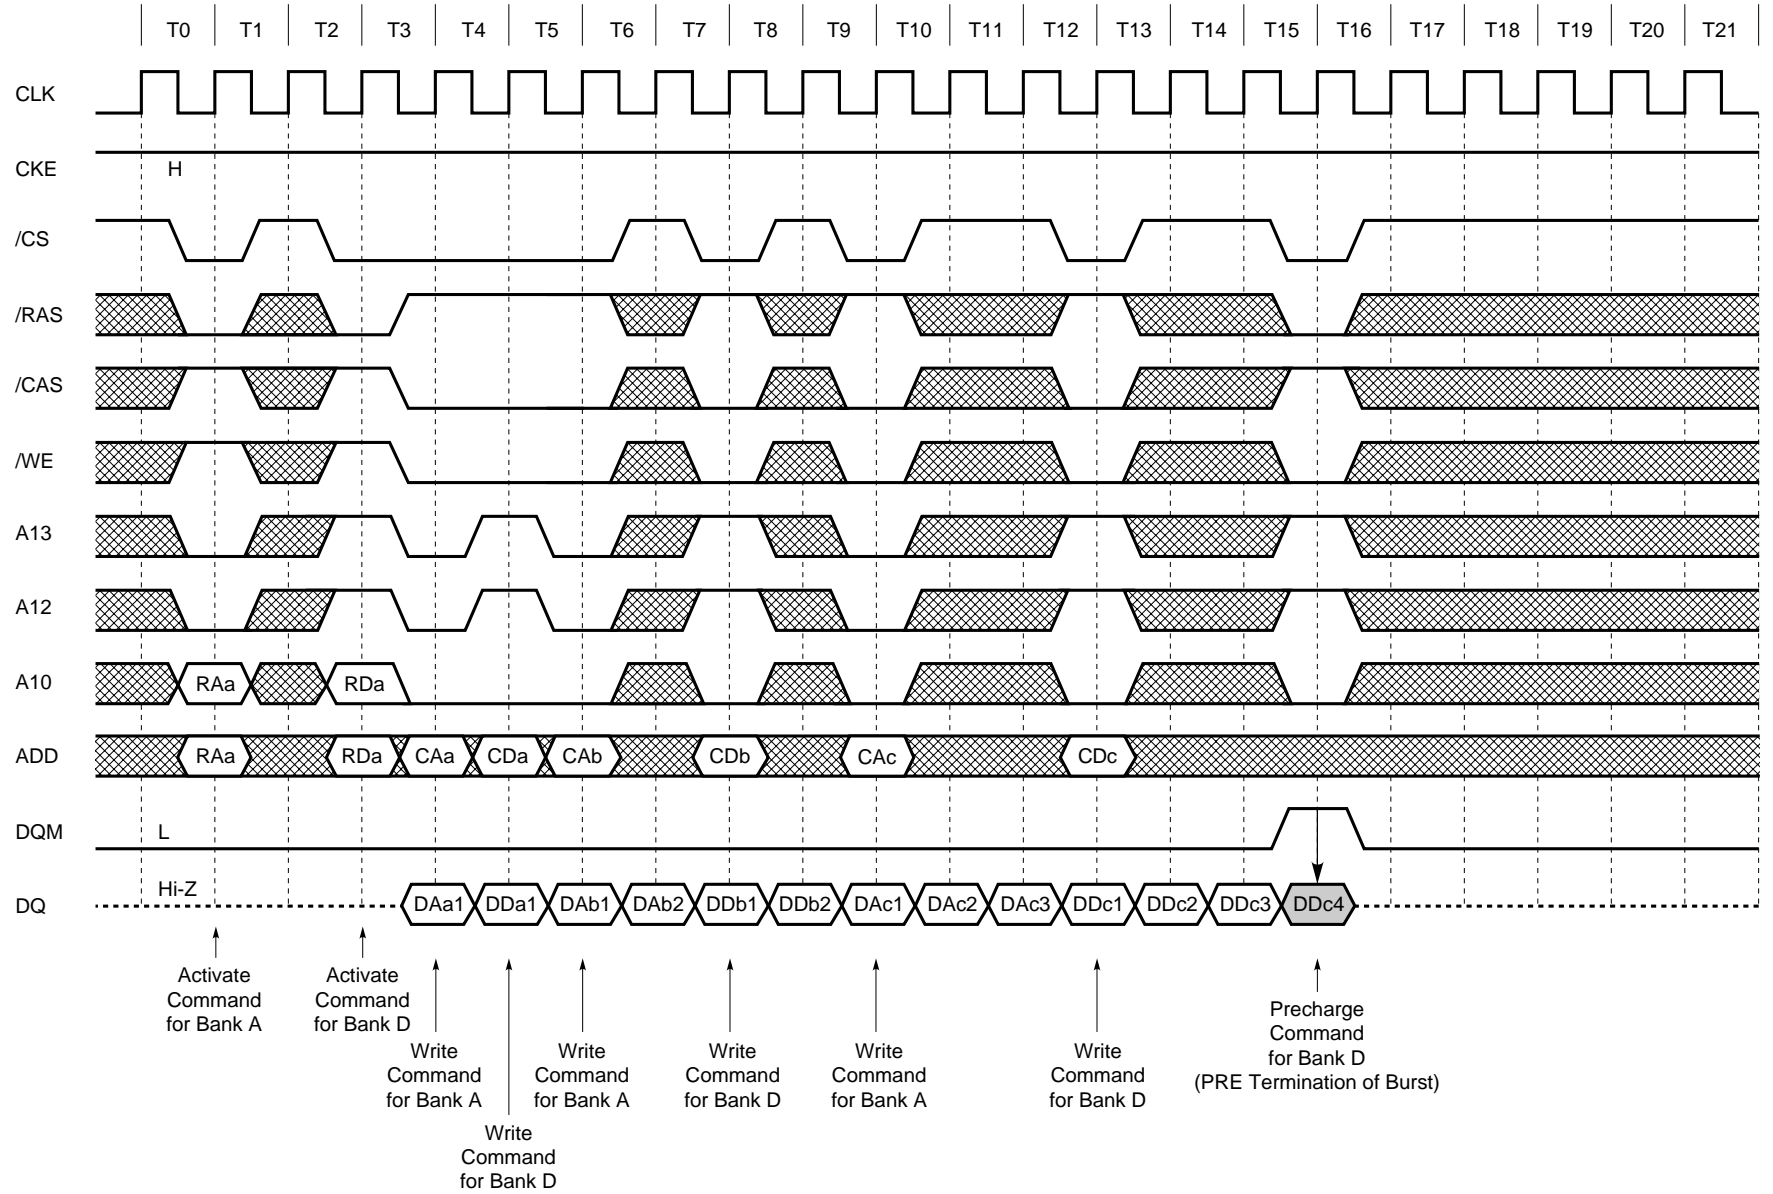 T0 T1 T2 T3 T4 T5 T6 T7 T8 T9 T10 T11 T12 T13 T14 T15 T16 T17 T18 T19 T20 T21
CLK
CKE H
/CS
/RAS
/CAS
/WE
A13
A12
A10 RAa RDa
ADD RAa RDa CAa CDa CAb CDb CAc CDc
DQM L
DQ Hi-Z DAa1 DDa1 DAb1 DAb2 DDb1 DDb2 DAc1 DAc2 DAc3 DDc1 DDc2 DDc3 DDc4
Activate
Command
for Bank A
Activate
Command
for Bank D
Write
Command
for Bank A
Write
Command
for Bank D
Write
Command
for Bank A
Write
Command
for Bank D
Write
Command
for Bank A
Write
Command
for Bank D
Precharge
Command
for Bank D
(PRE Termination of Burst)